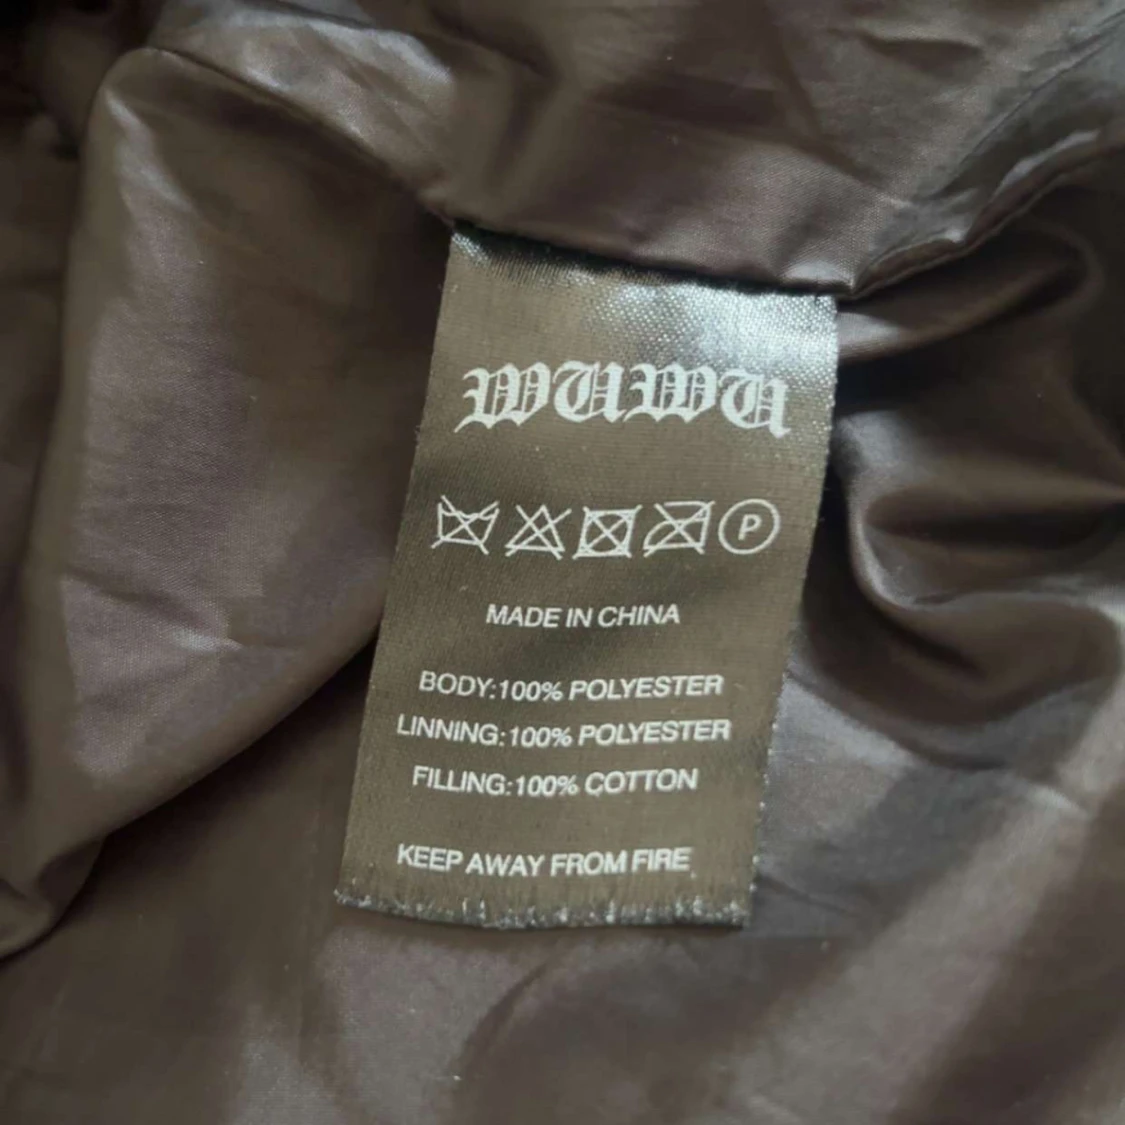 WUWU
P
MADE IN CHINA
BODY:100% POLYESTER
LINNING:100% POLYESTER
FILLING:100% COTTON
KEEP AWAY FROM FIRE